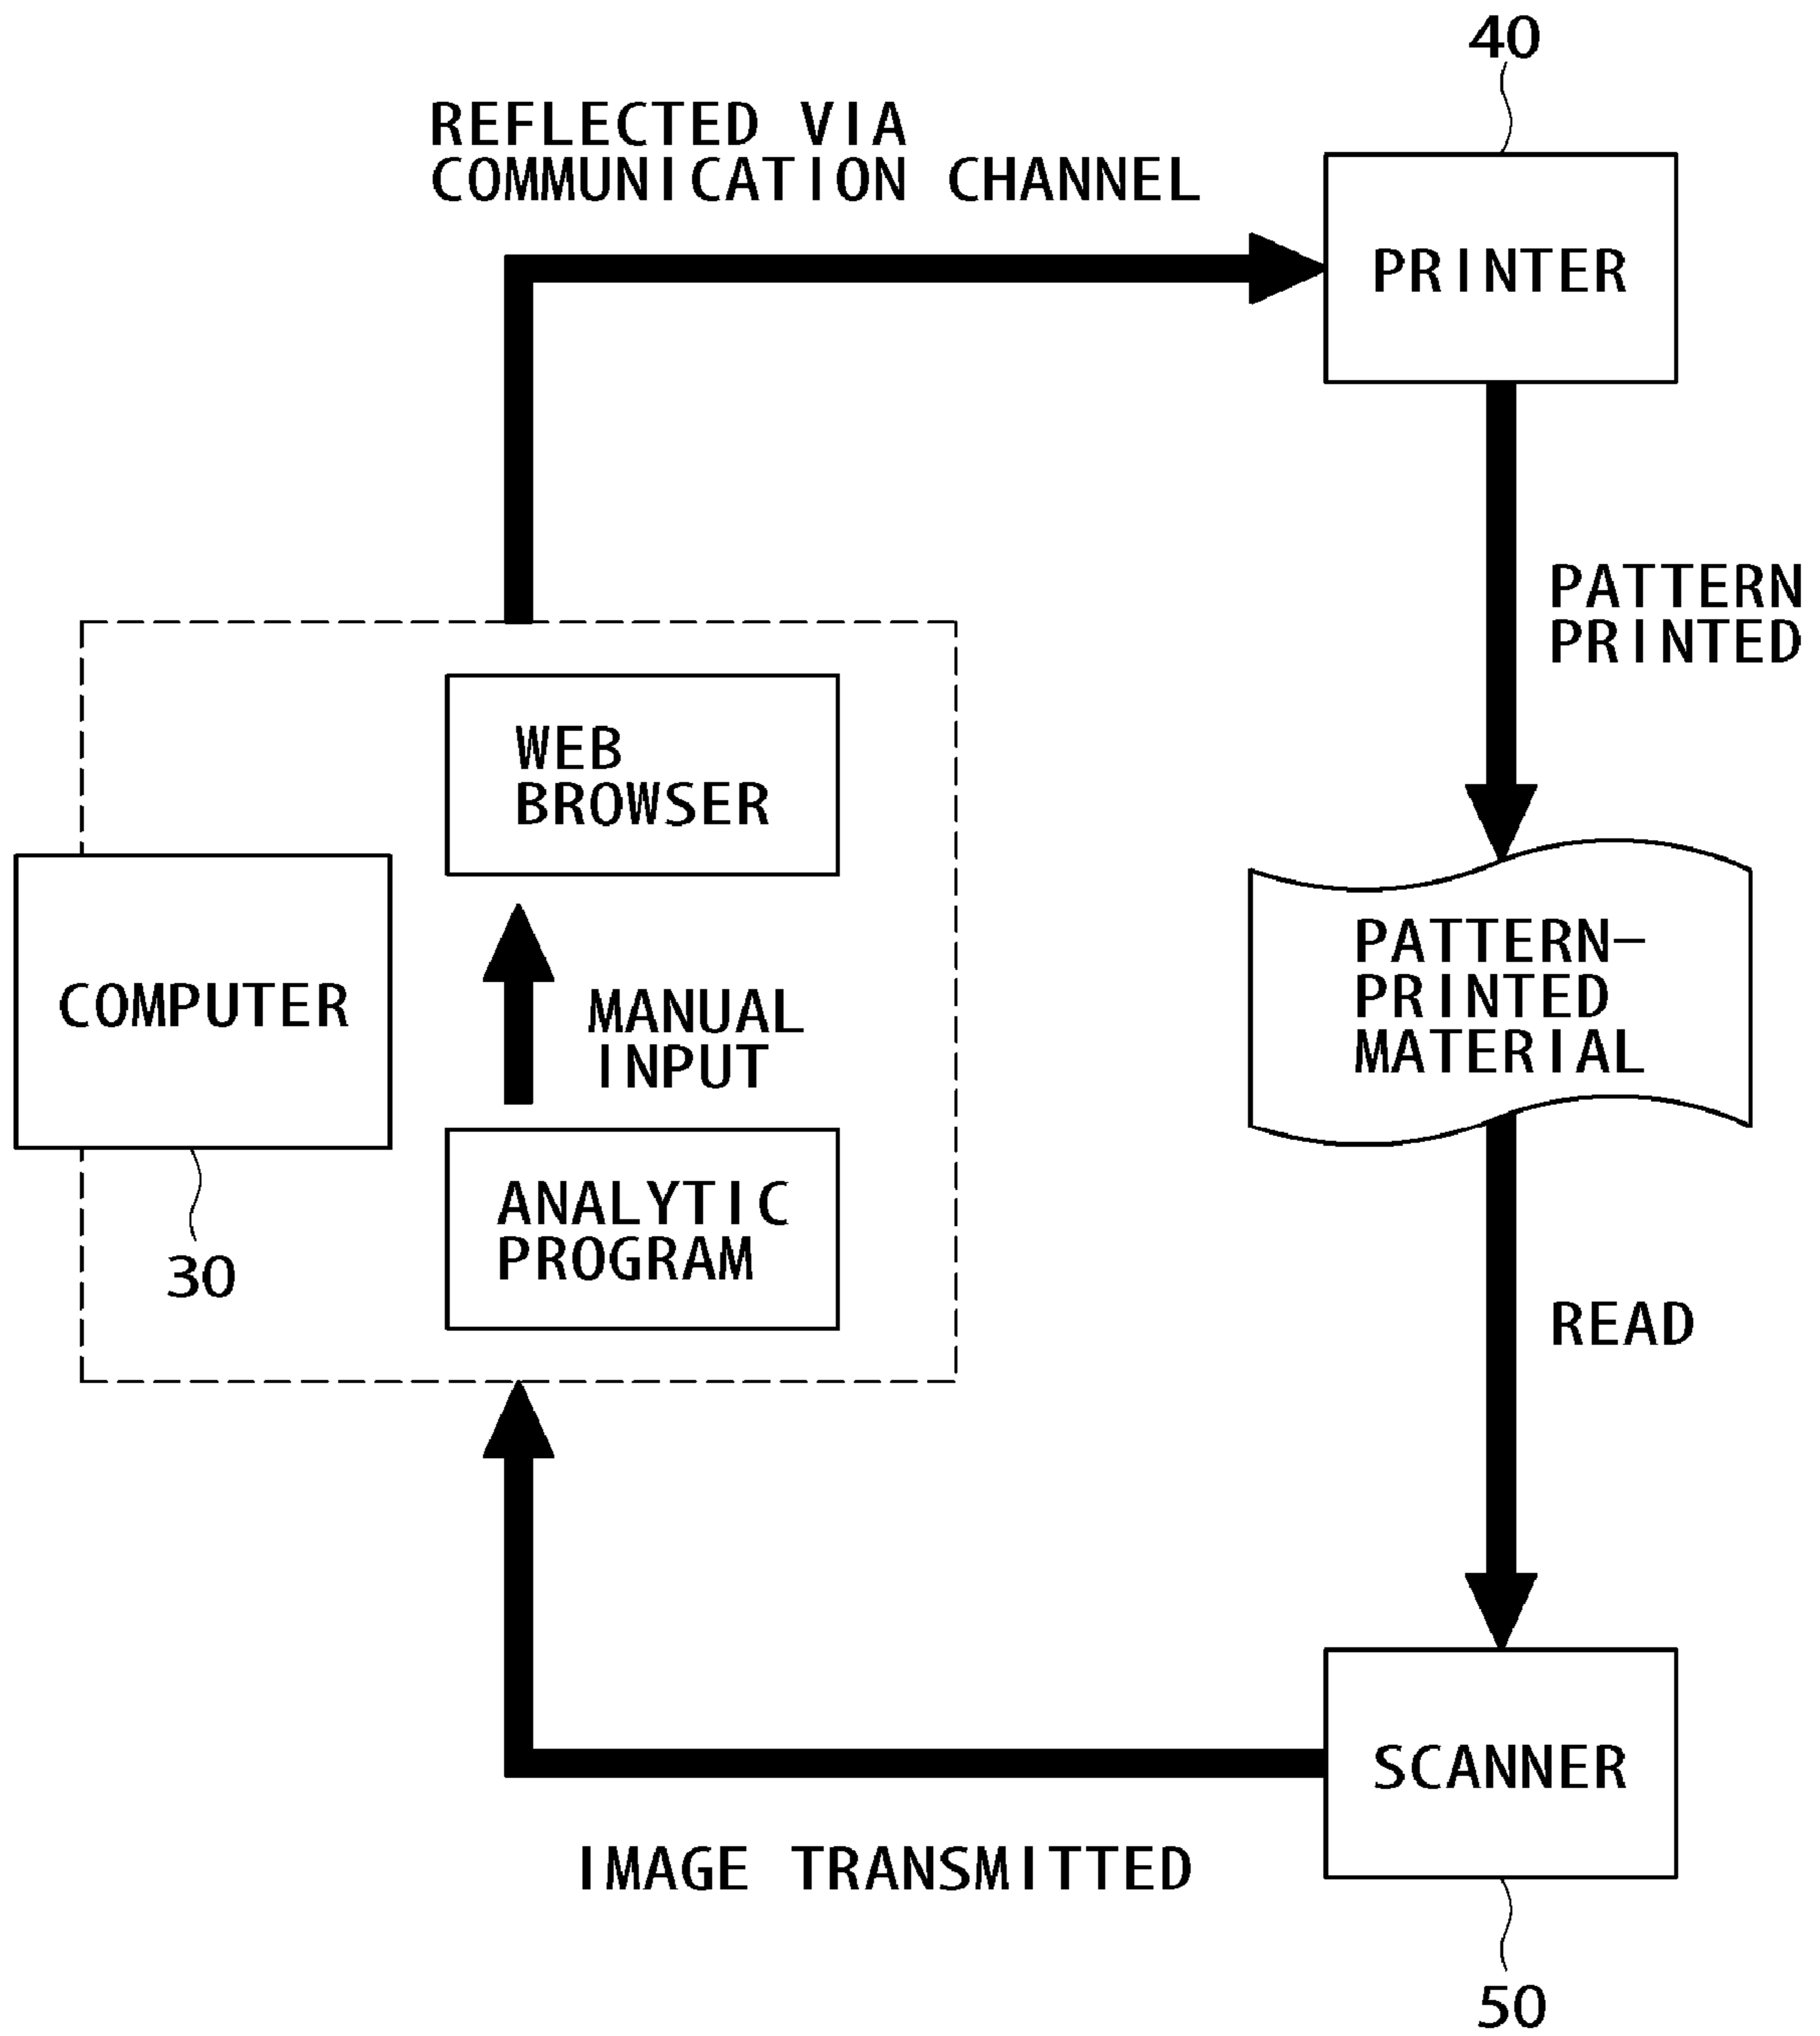 40
REFLECTED VIA
COMMUNICATION CHANNEL
PRINTER
PATTERN
PRINTED
WEB
BROWSER
PATTERN-
PRINTED
MATERIAL
COMPUTER
MANUAL
INPUT
ANALYTIC
PROGRAM
30
READ
SCANNER
IMAGE TRANSMITTED
50